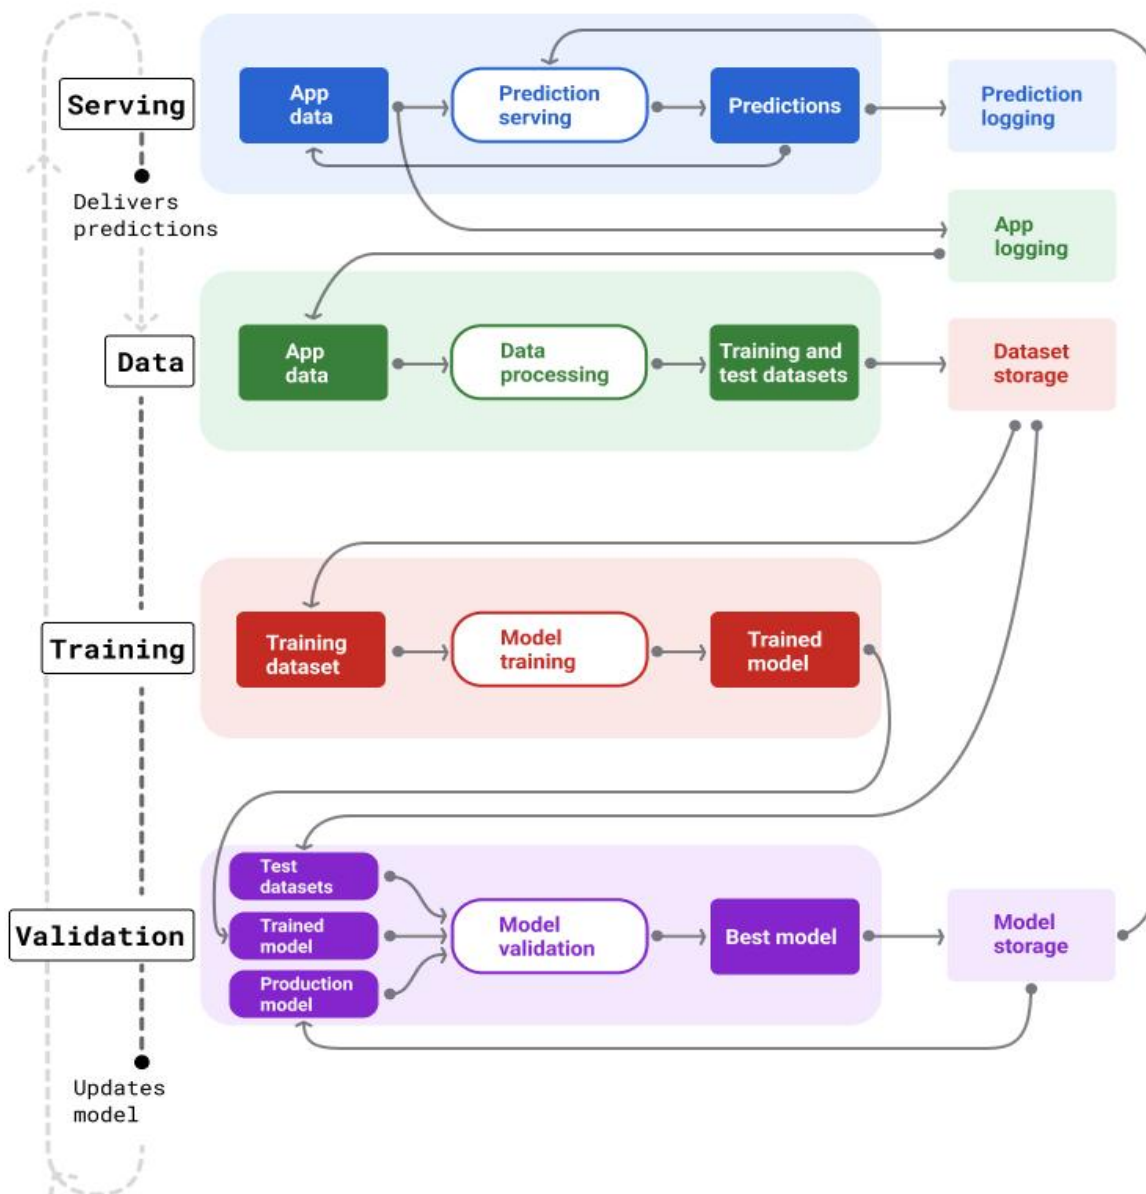 Serving
App
data
Prediction
serving
Predictions
Prediction
logging
Delivers
predictions
App
logging
Data
App
data
Data
processing
Training and
test datasets
Dataset
storage
Training
Training
dataset
Model
training
Trained
model
Validation
Test
datasets
Trained
model
Production
model
Model
validation
Best model
Model
storage
Updates
model